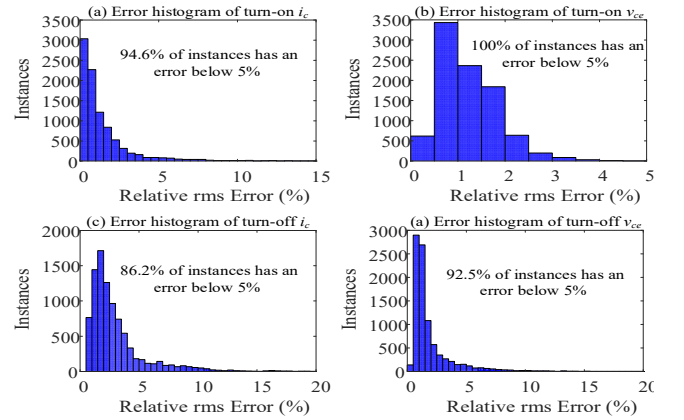 (a) Error histogram of turn-on ic
3500
3000
2500
2000
1500
1000
500
0
94.6% of instances has an
error below 5%
Instances
0 5 10 15
Relative rms Error (%)
(b) Error histogram of turn-on vce
3500
3000
2500
2000
1500
1000
500
0
100% of instances has an
error below 5%
Instances
0 1 2 3 4 5
Relative rms Error (%)
(c) Error histogram of turn-off ic
2000
1500
1000
500
0
86.2% of instances has an
error below 5%
Instances
0 5 10 15 20
Relative rms Error (%)
(a) Error histogram of turn-off vce
3000
2500
2000
1500
1000
500
0
92.5% of instances has an
error below 5%
Instances
0 5 10 15 20
Relative rms Error (%)